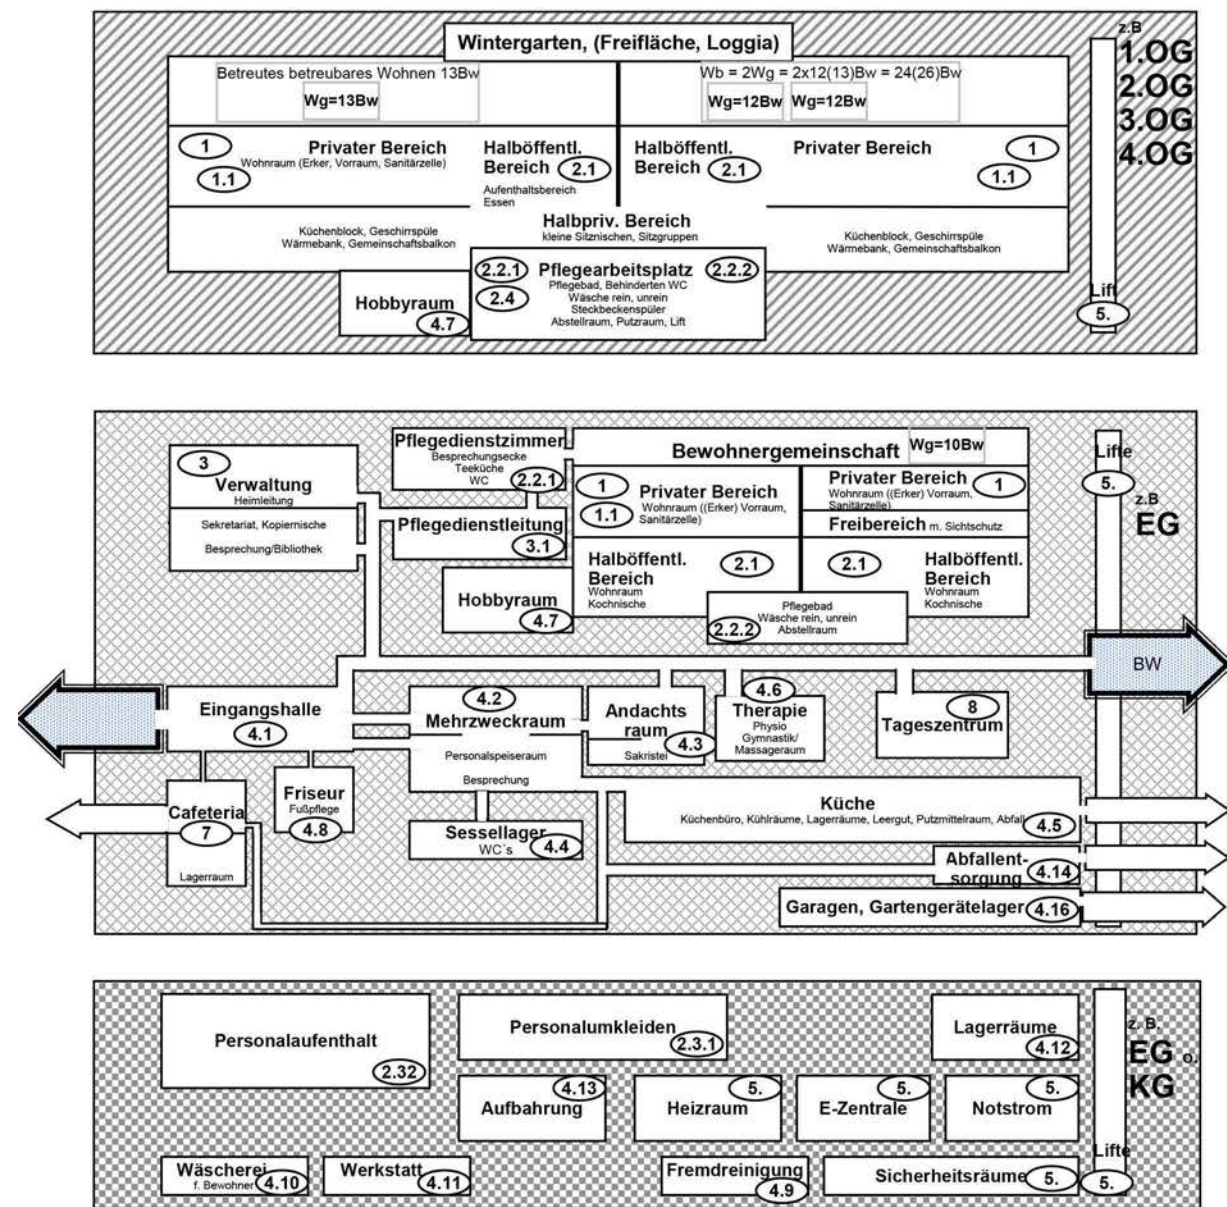 Wintergarten, (Freifläche, Loggia)
z.B
1.OG
2.OG
3.OG
4.OG
Betreutes betreubares Wohnen 13Bw
Wg=13Bw
Wb = 2Wg = 2x12(13)Bw = 24(26)Bw
Wg=12Bw
Wg=12Bw
1
1.1
Privater Bereich
Wohnraum (Erker, Vorraum, Sanitärzelle)
Halböffentl.
Bereich
2.1
Aufenthaltsbereich
Essen
Halböffentl.
Bereich
2.1
Privater Bereich
1
1.1
Küchenblock, Geschirrspüle
Wärmebank, Gemeinschaftsbalkon
Halbpriv. Bereich
kleine Sitznischen, Sitzgruppen
Küchenblock, Geschirrspüle
Wärmebank, Gemeinschaftsbalkon
Hobbyraum
4.7
2.2.1
2.4
Pflegearbeitsplatz
2.2.2
Pflegebad, Behinderten WC
Wäsche rein, unrein
Steckbeckenspüler
Abstellraum, Putzraum, Lift
Lift
5.
3
Verwaltung
Heimleitung
Sekretariat, Kopiernische
Besprechung/Bibliothek
Pflegedienstzimmer
Besprechungsecke
Teeküche
WC
2.2.1
Pflegedienstleitung
3.1
Hobbyraum
4.7
Bewohnergemeinschaft
Wg=10Bw
1
1.1
Privater Bereich
Wohnraum ((Erker) Vorraum,
Sanitärzelle)
Privater Bereich
Wohnraum ((Erker) Vorraum,
Sanitärzelle)
1
Freibereich m. Sichtschutz
Halböffentl.
Bereich
Wohnraum
Kochnische
2.1
2.1
Halböffentl.
Bereich
Wohnraum
Kochnische
Pflegebad
Wäsche rein, unrein
Abstellraum
2.2.2
Lifte
5.
z.B
EG
BW
Eingangshalle
4.1
4.2
Mehrzweckraum
Personalspeiseraum
Besprechung
Andachts
raum
4.3
Sakristei
4.6
Therapie
Physio
Gymnastik/
Massageraum
8
Tageszentrum
Cafeteria
7
Lagerraum
Friseur
Fußpflege
4.8
Sessellager
WC´s
4.4
Küche
Küchenbüro, Kühlräume, Lagerräume, Leergut, Putzmittelraum, Abfall
4.5
Abfallent-
sorgung
4.14
Garagen, Gartengerätelager
4.16
Personalaufenthalt
2.32
Personalumkleiden
2.3.1
Lagerräume
4.12
z. B.
EG o.
KG
4.13
Aufbahrung
5.
Heizraum
5.
E-Zentrale
5.
Notstrom
Wäscherei
f. Bewohner
4.10
Werkstatt
4.11
Fremdreinigung
4.9
Sicherheitsräume
5.
Lifte
5.